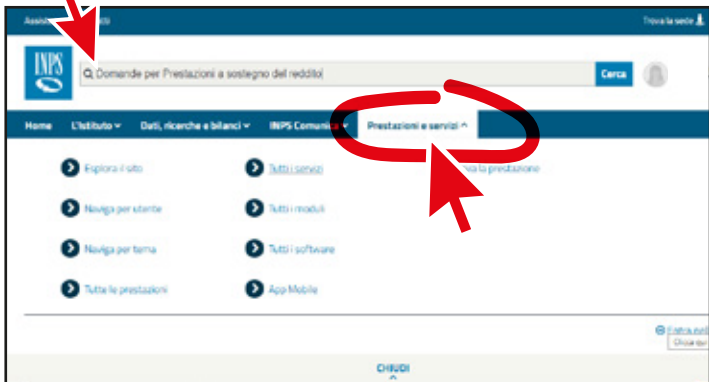 Trova la sede
INPS
Domande per Prestazioni a sostegno del reddito
Cerca
Home L'Istituto Dati, ricerche e bilanci INPS Comunica Prestazioni e servizi
Esplora il sito Tutti i servizi la prestazione
Naviga per utente Tutti i moduli
Naviga per tema Tutti i software
Tutte le prestazioni App Mobile
CHIUDI